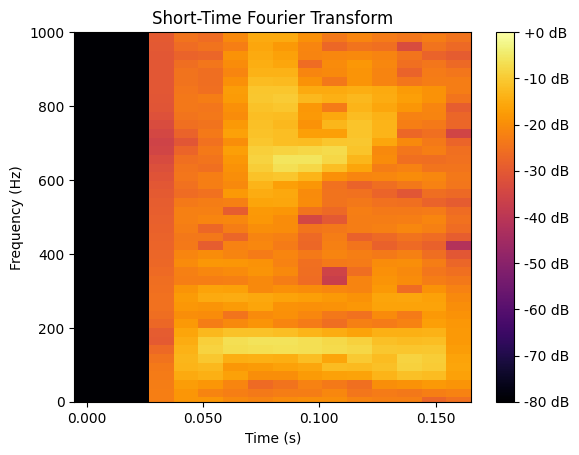 Short-Time Fourier Transform
1000
800
600
400
200
0
Frequency (Hz)
0.000
0.050
0.100
0.150
Time (s)
+0 dB
-10 dB
-20 dB
-30 dB
-40 dB
-50 dB
-60 dB
-70 dB
-80 dB